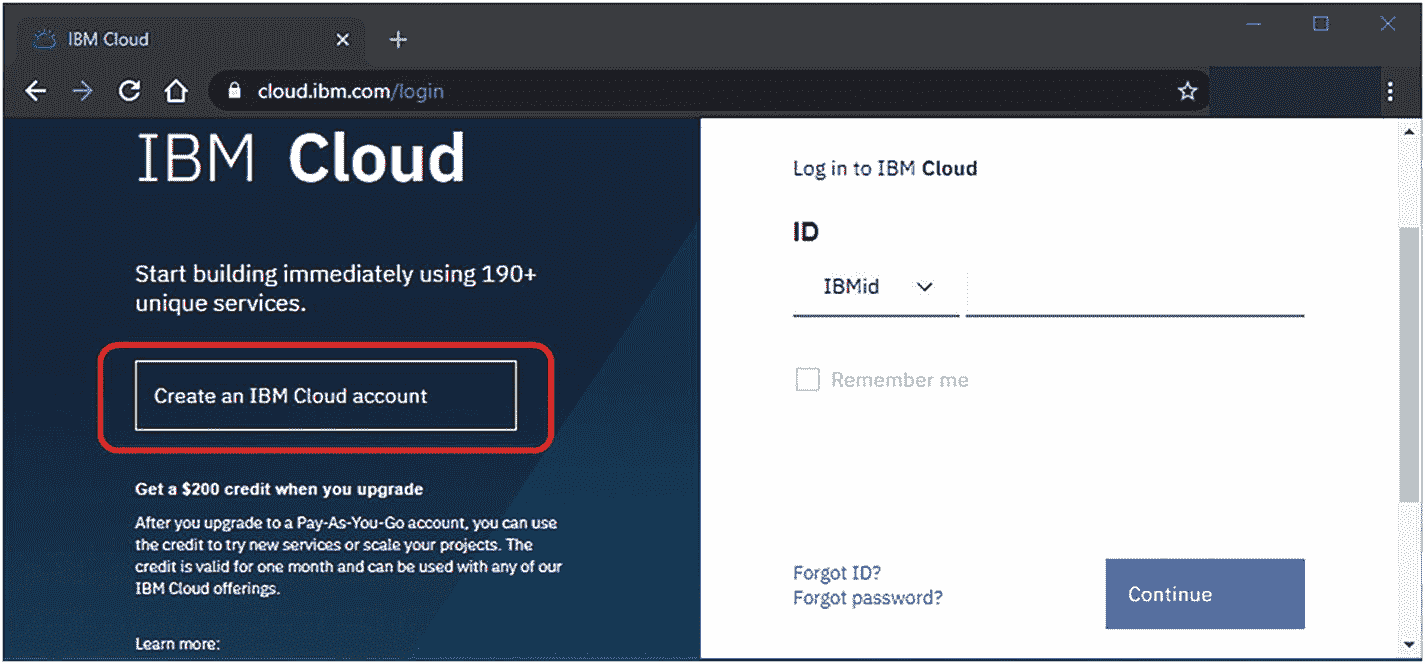 IBM Cloud
cloud.ibm.com/login
IBM Cloud
Start building immediately using 190+
unique services.
Create an IBM Cloud account
Get a $200 credit when you upgrade
After you upgrade to a Pay-As-You-Go account, you can use
the credit to try new services or scale your projects. The
credit is valid for one month and can be used with any of our
IBM Cloud offerings.
Learn more:
Log in to IBM Cloud
ID
IBMid
Remember me
Forgot ID?
Forgot password?
Continue